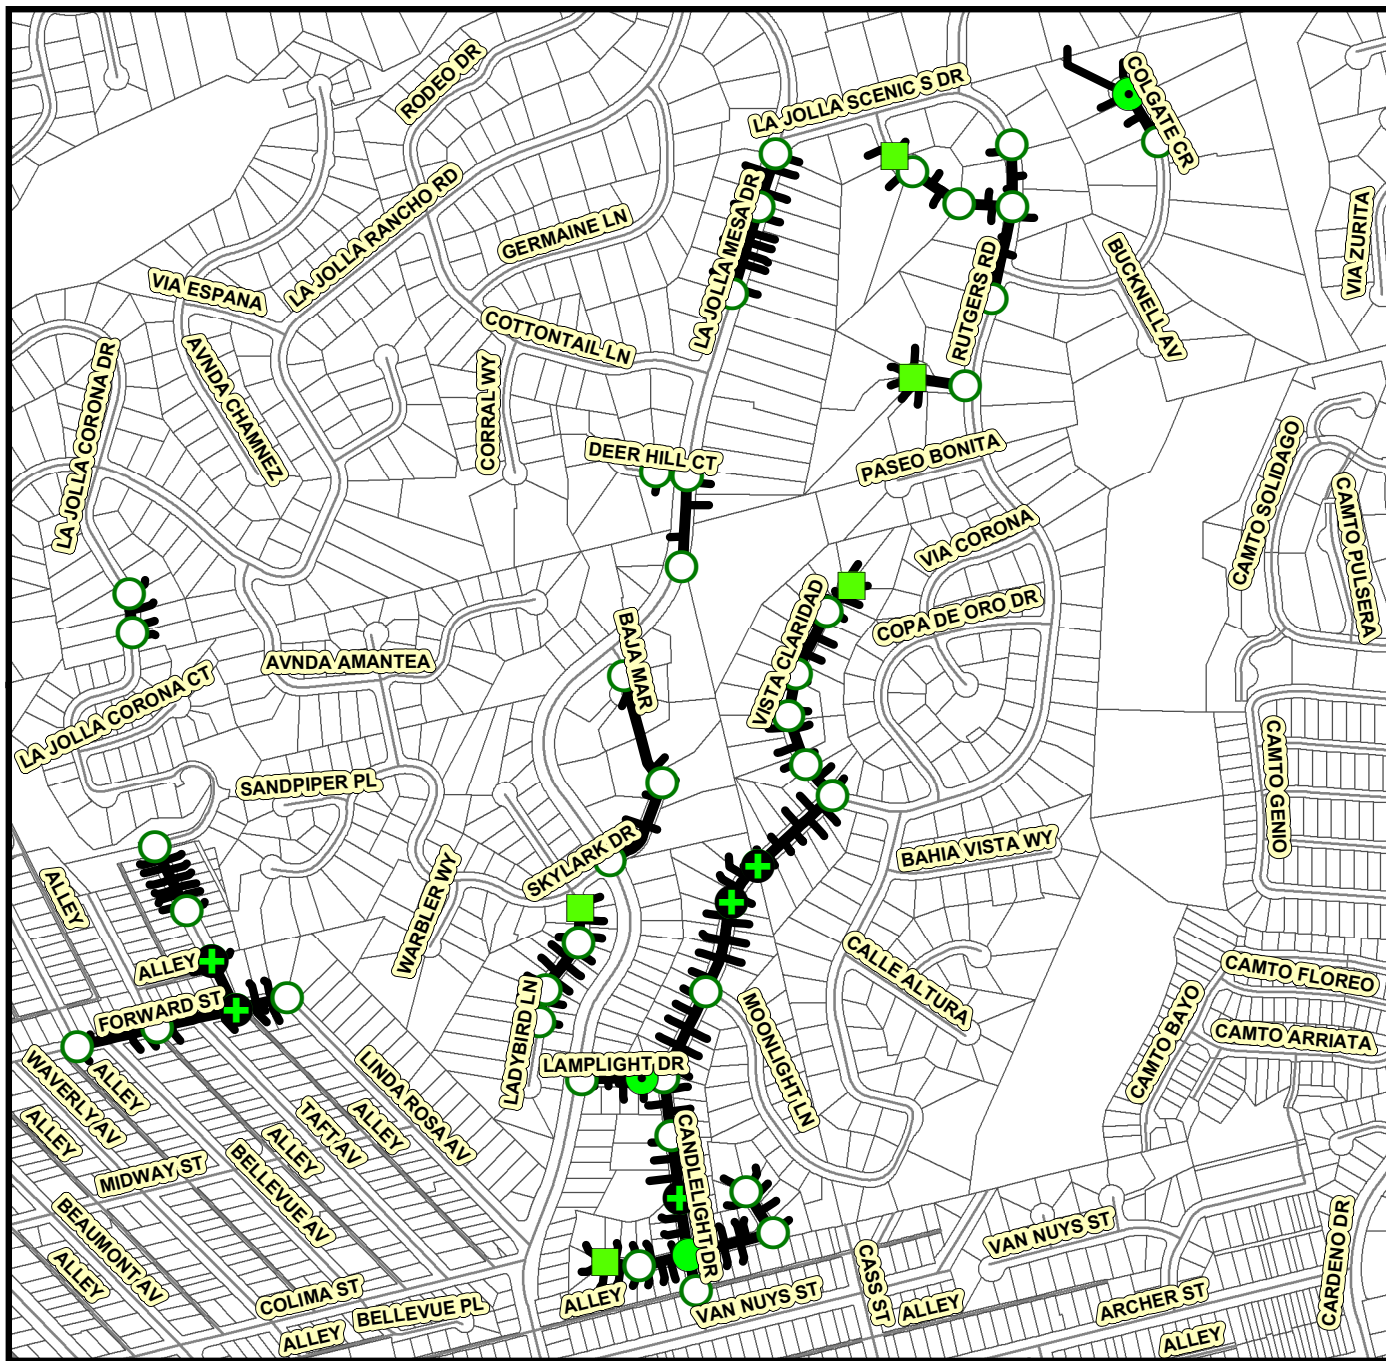 RODEO DR
COLGATE CR
LA JOLLA SCENIC S DR
LA JOLLA RANCHO RD
LA JOLLA MESA DR
GERMAINE LN
VIA ZURITA
VIA ESPANA
RUTGERS RD
BUCKNELL AV
COTTONTAIL LN
LA JOLLA CORONA DR
AVNDA CHAMNEZ
CORRAL WY
DEER HILL CT
PASEO BONITA
CAMTO SOLIDAGO
CAMTO PULSERA
VIA CORONA
COPA DE ORO DR
VISTA CLARIDAD
BAJA MAR
AVNDA AMANTEA
LA JOLLA CORONA CT
SANDPIPER PL
CAMTO GENIO
SKYLARK DR
BAHIA VISTA WY
ALLEY
WARBLER WY
ALLEY
CALLE ALTURA
CAMTO FLOREO
FORWARD ST
LADYBIRD LN
MOONLIGHT LN
CAMTO BAYO
CAMTO ARRIATA
LAMPLIGHT DR
WAVERLY AV
ALLEY
LINDA ROSA AV
ALLEY
TAFT AV
ALLEY
ALLEY
CANDLELIGHT DR
MIDWAY ST
BELLEVUE AV
BEAUMONT AV
ALLEY
VAN NUYS ST
CARDENO DR
COLIMA ST
BELLEVUE PL
ALLEY
VAN NUYS ST
CASS ST
ALLEY
ARCHER ST
ALLEY
ALLEY